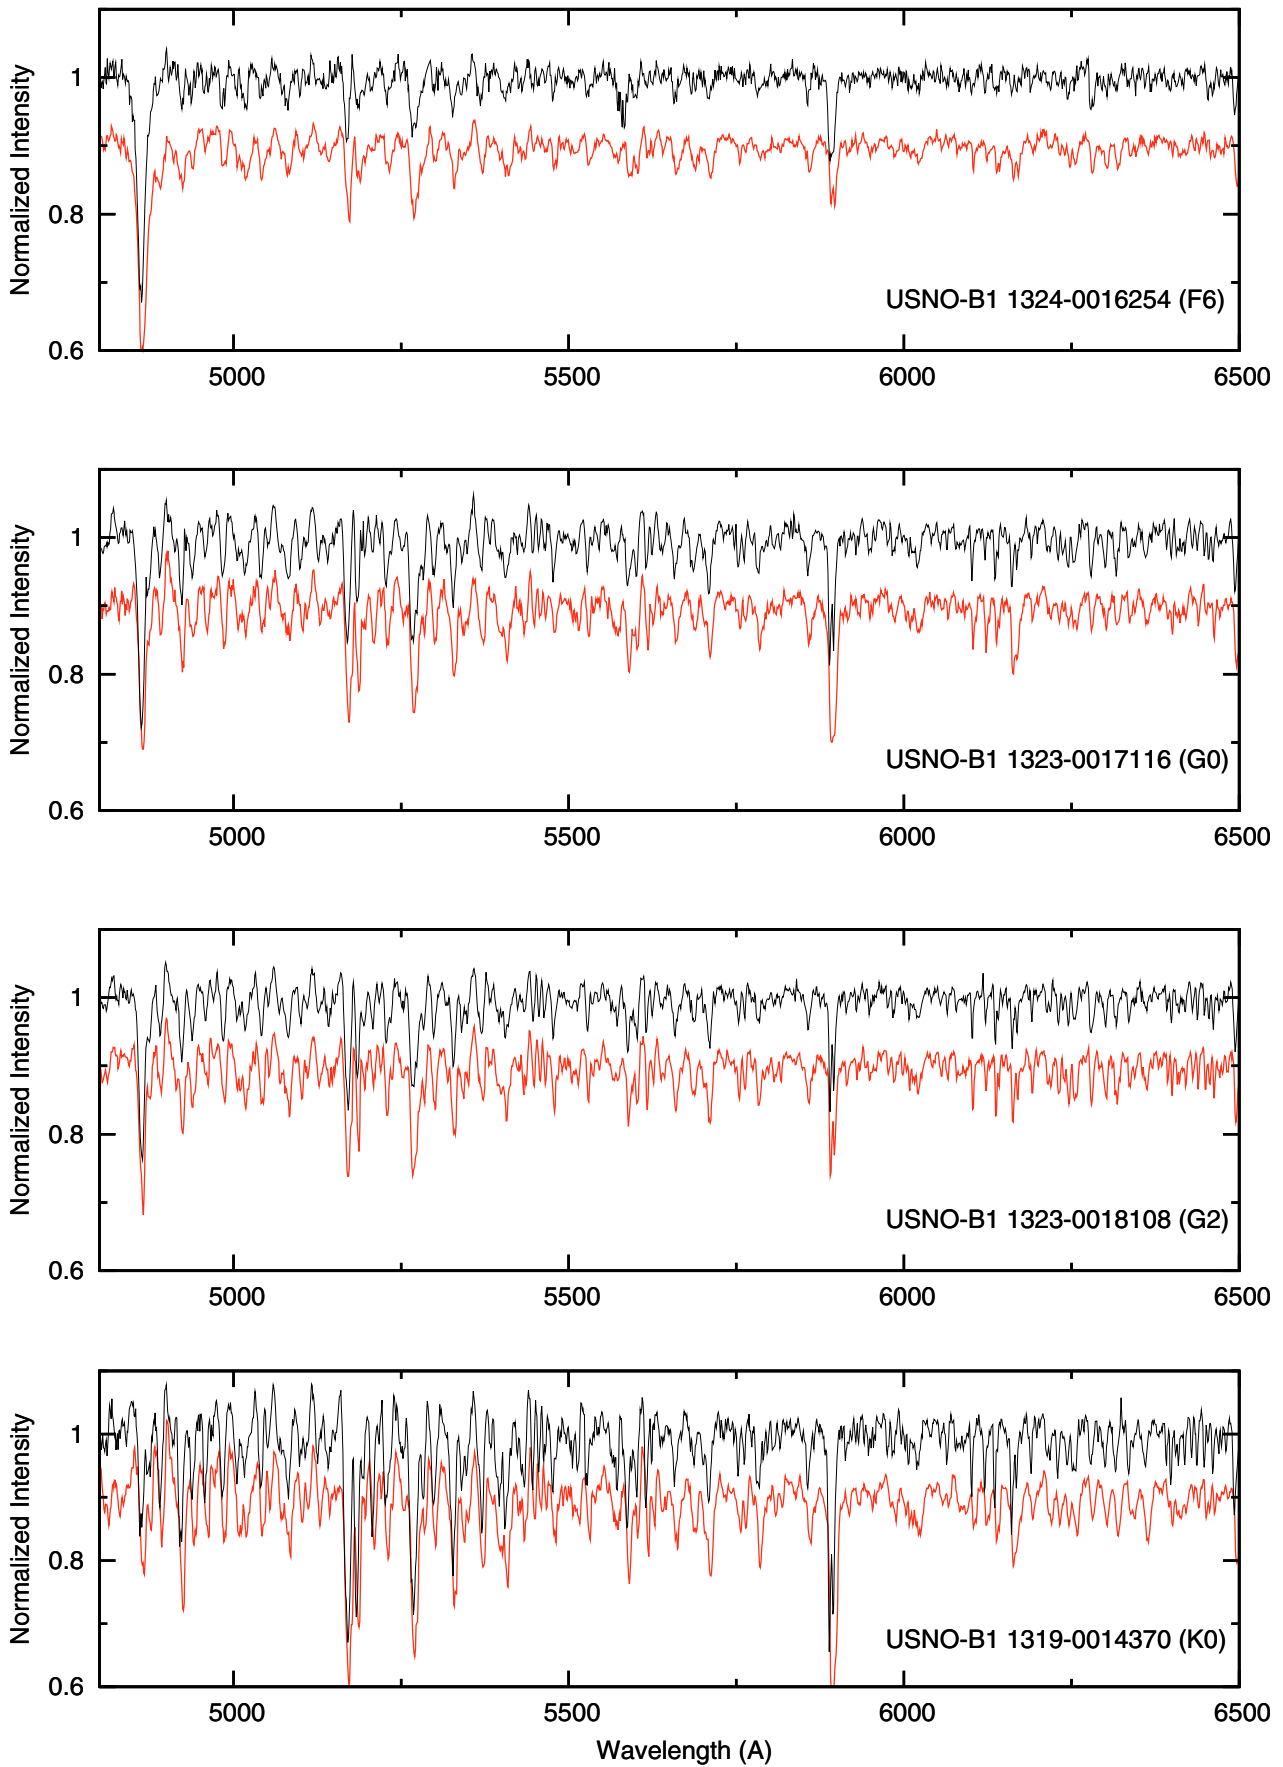 Normalized Intensity
1
0.8
0.6
USNO-B1 1324-0016254 (F6)
5000 5500 6000 6500
Normalized Intensity
1
0.8
0.6
USNO-B1 1323-0017116 (G0)
5000 5500 6000 6500
Normalized Intensity
1
0.8
0.6
USNO-B1 1323-0018108 (G2)
5000 5500 6000 6500
Normalized Intensity
1
0.8
0.6
USNO-B1 1319-0014370 (K0)
5000 5500 6000 6500
Wavelength (A)